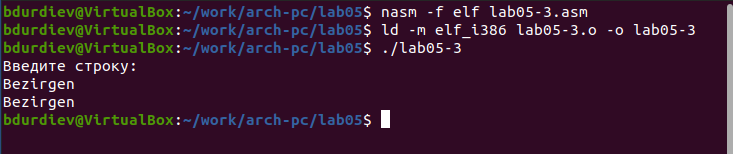 bdurdiev@VirtualBox:~/work/arch-pc/lab05$ nasm -f elf lab05-3.asm
bdurdiev@VirtualBox:~/work/arch-pc/lab05$ ld -m elf_i386 lab05-3.o -o lab05-3
bdurdiev@VirtualBox:~/work/arch-pc/lab05$ ./lab05-3
Введите строку:
Bezirgen
Bezirgen
bdurdiev@VirtualBox:~/work/arch-pc/lab05$